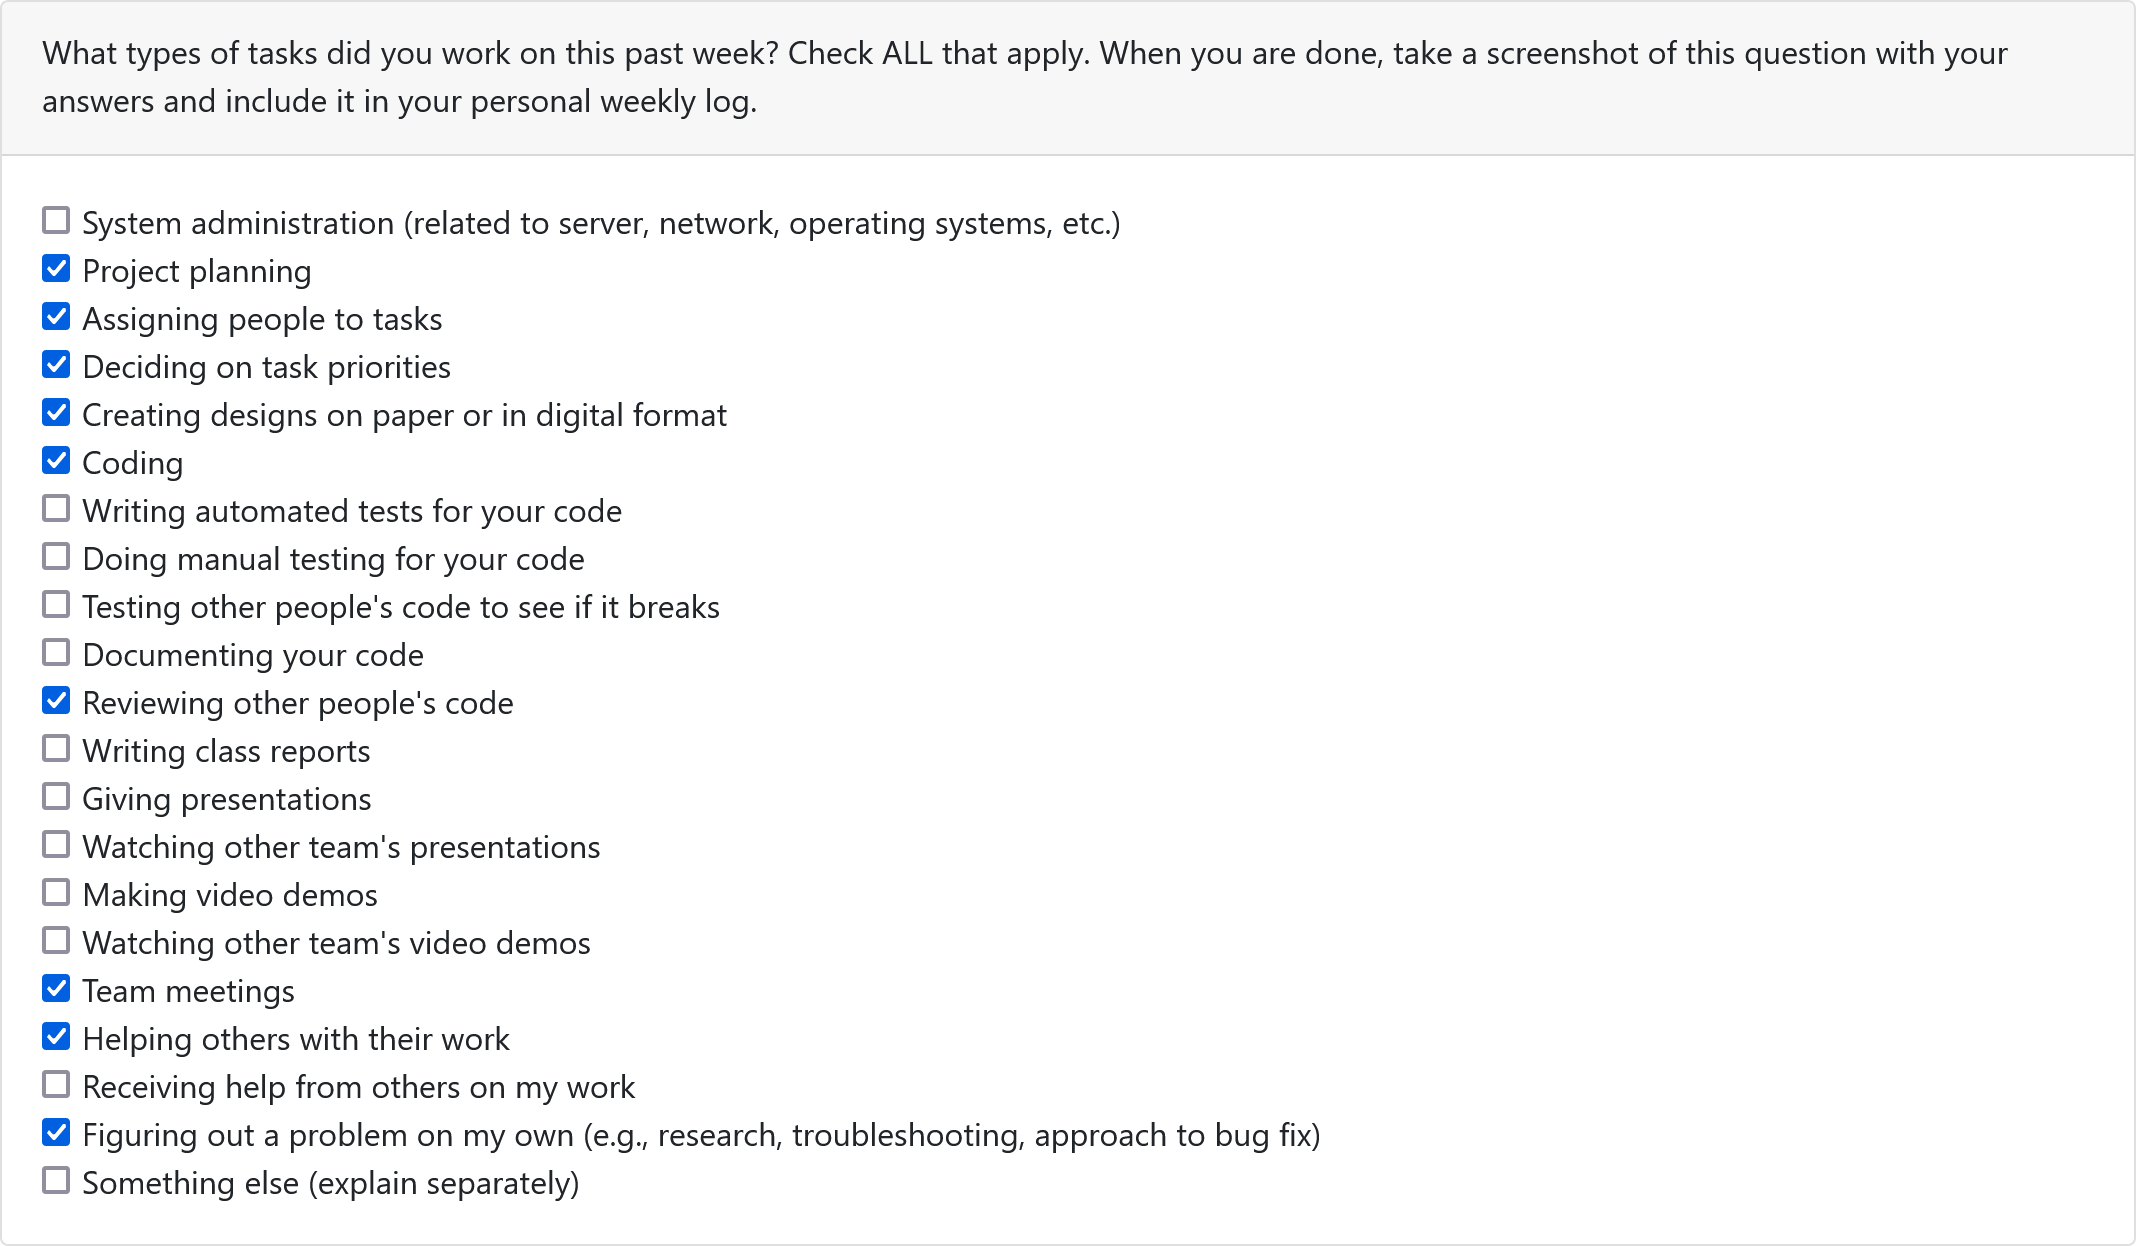 What types of tasks did you work on this past week? Check ALL that apply. When you are done, take a screenshot of this question with your
answers and include it in your personal weekly log.
System administration (related to server, network, operating systems, etc.)
Project planning
Assigning people to tasks
Deciding on task priorities
Creating designs on paper or in digital format
Coding
Writing automated tests for your code
Doing manual testing for your code
Testing other people's code to see if it breaks
Documenting your code
Reviewing other people's code
Writing class reports
Giving presentations
Watching other team's presentations
Making video demos
Watching other team's video demos
Team meetings
Helping others with their work
Receiving help from others on my work
Figuring out a problem on my own (e.g., research, troubleshooting, approach to bug fix)
Something else (explain separately)